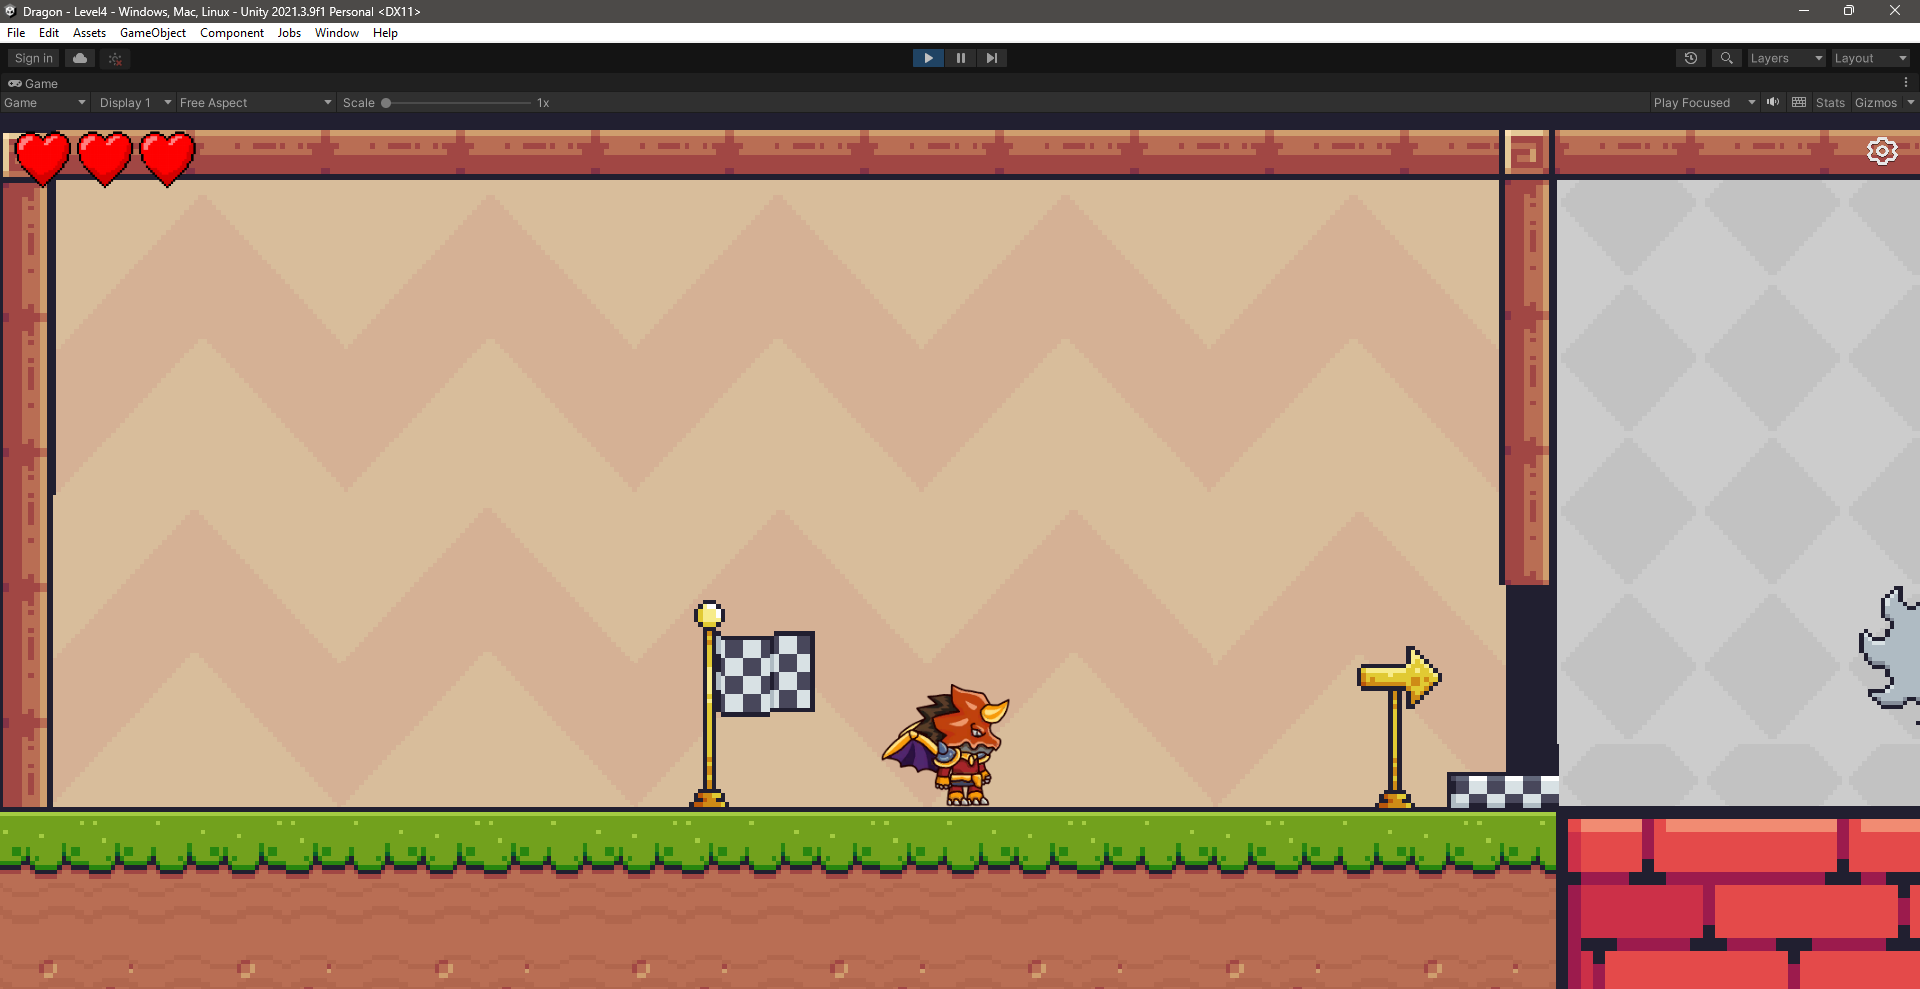 Dragon - Level4 - Windows, Mac, Linux - Unity 2021.3.9f1 Personal <DX11>
File Edit Assets GameObject Component Jobs Window Help
Sign in Layers Layout
Game
Game Display 1 Free Aspect Scale 1x Play Focused Stats Gizmos